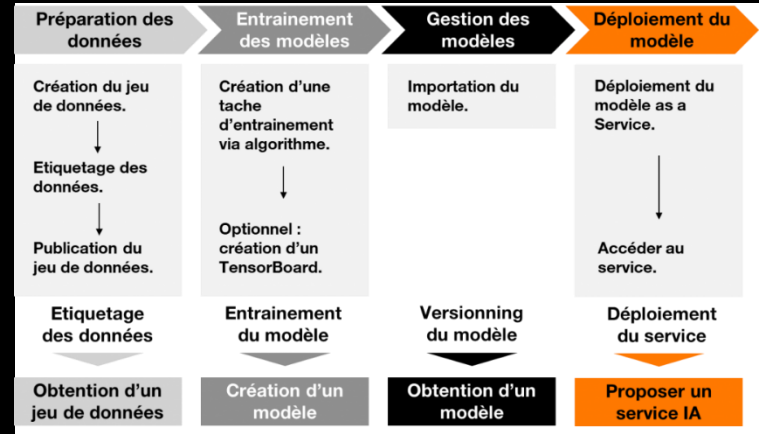 Préparation des
données
Entrainement
des modèles
Gestion des
modèles
Déploiement du
modèle
Création du jeu
de données.
Etiquetage des
données.
Publication du
jeu de données.
Création d’une
tache
d’entrainement
via algorithme.
Optionnel :
création d’un
TensorBoard.
Importation du
modèle.
Déploiement du
modèle as a
Service.
Accéder au
service.
Etiquetage
des données
Entrainement
du modèle
Versionning
du modèle
Déploiement
du service
Obtention d’un
jeu de données
Création d’un
modèle
Obtention d’un
modèle
Proposer un
service IA